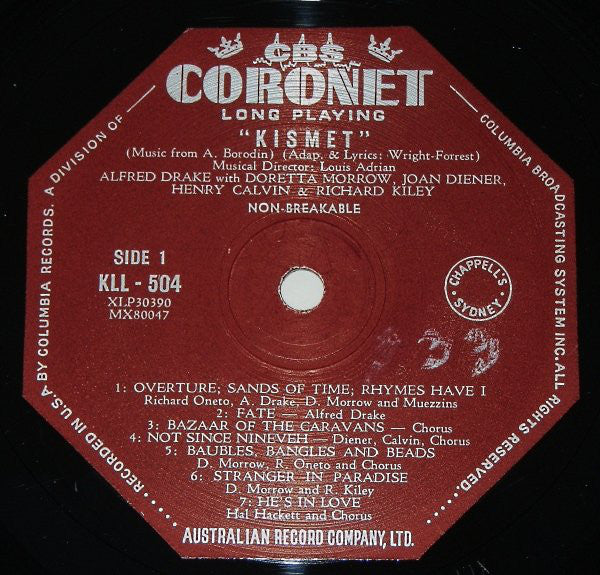 CBS
CORONET
LONG PLAYING
"KISMET"
(Music from A. Borodin) (Adap. & Lyrics: Wright-Forrest)
Musical Director: Louis Adrian
ALFRED DRAKE with DORETTA MORROW, JOAN DIENER,
HENRY CALVIN & RICHARD KILEY
NON-BREAKABLE
SIDE 1
KLL - 504
XLP30390
MX80047
CHAPPELL'S
SYDNEY
33
1: OVERTURE; SANDS OF TIME; RHYMES HAVE I
Richard Oneto, A. Drake, D. Morrow and Muezzins
2: FATE — Alfred Drake
3: BAZAAR OF THE CARAVANS — Chorus
4: NOT SINCE NINEVEH — Diener, Calvin, Chorus
5: BAUBLES, BANGLES AND BEADS
D. Morrow, R. Oneto and Chorus
6: STRANGER IN PARADISE
D. Morrow and R. Kiley
7: HE'S IN LOVE
Hal Hackett and Chorus
RECORDED IN U.S.A BY COLUMBIA RECORDS. A DIVISION OF
COLUMBIA BROADCASTING SYSTEM INC. ALL RIGHTS RESERVED.
AUSTRALIAN RECORD COMPANY, LTD.